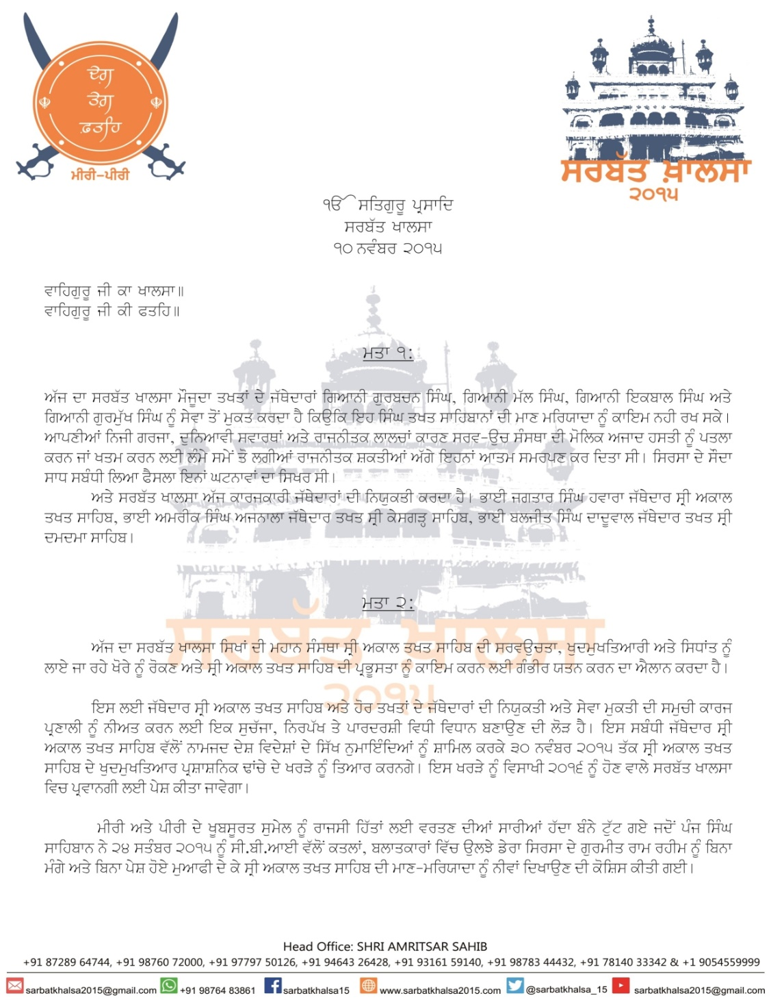 ਦੇਗ਼
ਤੇਗ਼
ਫ਼ਤਹਿ
ਮੀਰੀ-ਪੀਰੀ
ਸਰਬੱਤ ਖ਼ਾਲਸਾ
੨੦੧੫
ੴ ਸਤਿਗੁਰੂ ਪ੍ਰਸਾਦਿ
ਸਰਬੱਤ ਖਾਲਸਾ
੧੦ ਨਵੰਬਰ ੨੦੧੫
ਵਾਹਿਗੁਰੂ ਜੀ ਕਾ ਖਾਲਸਾ॥
ਵਾਹਿਗੁਰੂ ਜੀ ਕੀ ਫਤਹਿ॥
ਮਤਾ ੧:
ਅੱਜ ਦਾ ਸਰਬੱਤ ਖਾਲਸਾ ਮੌਜੂਦਾ ਤਖਤਾਂ ਦੇ ਜੱਥੇਦਾਰਾਂ ਗਿਆਨੀ ਗੁਰਬਚਨ ਸਿੰਘ, ਗਿਆਨੀ ਮੱਲ ਸਿੰਘ, ਗਿਆਨੀ ਇਕਬਾਲ ਸਿੰਘ ਅਤੇ
ਗਿਆਨੀ ਗੁਰਮੁੱਖ ਸਿੰਘ ਨੂੰ ਸੇਵਾ ਤੋਂ ਮੁਕਤ ਕਰਦਾ ਹੈ ਕਿਉਕਿ ਇਹ ਸਿੰਘ ਤਖਤ ਸਾਹਿਬਾਨਾਂ ਦੀ ਮਾਣ ਮਰਿਯਾਦਾ ਨੂੰ ਕਾਇਮ ਨਹੀ ਰਖ ਸਕੇ।
ਆਪਣੀਆਂ ਨਿਜੀ ਗਰਜਾ, ਦੁਨਿਆਵੀ ਸਵਾਰਥਾਂ ਅਤੇ ਰਾਜਨੀਤਕ ਲਾਲਚਾਂ ਕਾਰਣ ਸਰਵ-ਉਚ ਸੰਸਥਾ ਦੀ ਮੋਲਿਕ ਅਜਾਦ ਹਸਤੀ ਨੂੰ ਪਤਲਾ
ਕਰਨ ਜਾਂ ਖਤਮ ਕਰਨ ਲਈ ਲੰਮੇ ਸਮੇਂ ਤੋ ਲਗੀਆਂ ਰਾਜਨੀਤਕ ਸ਼ਕਤੀਆਂ ਅੱਗੇ ਇਹਨਾਂ ਆਤਮ ਸਮਰਪਣ ਕਰ ਦਿਤਾ ਸੀ। ਸਿਰਸਾ ਦੇ ਸੌਦਾ
ਸਾਧ ਸਬੰਧੀ ਲਿਆ ਫੈਸਲਾ ਇਨਾਂ ਘਟਨਾਵਾਂ ਦਾ ਸਿਖਰ ਸੀ।
ਅਤੇ ਸਰਬੱਤ ਖਾਲਸਾ ਅੱਜ ਕਾਰਜਕਾਰੀ ਜੱਥੇਦਾਰਾਂ ਦੀ ਨਿਯੁਕਤੀ ਕਰਦਾ ਹੈ। ਭਾਈ ਜਗਤਾਰ ਸਿੰਘ ਹਵਾਰਾ ਜੱਥੇਦਾਰ ਸ੍ਰੀ ਅਕਾਲ
ਤਖਤ ਸਾਹਿਬ, ਭਾਈ ਅਮਰੀਕ ਸਿੰਘ ਅਜਨਾਲਾ ਜੱਥੇਦਾਰ ਤਖਤ ਸ੍ਰੀ ਕੇਸਗੜ੍ਹ ਸਾਹਿਬ, ਭਾਈ ਬਲਜੀਤ ਸਿੰਘ ਦਾਦੂਵਾਲ ਜੱਥੇਦਾਰ ਤਖਤ ਸ੍ਰੀ
ਦਮਦਮਾ ਸਾਹਿਬ।
ਮਤਾ ੨:
ਸਰਬੱਤ ਖ਼ਾਲਸਾ
੨੦੧੫
ਅੱਜ ਦਾ ਸਰਬੱਤ ਖਾਲਸਾ ਸਿਖਾਂ ਦੀ ਮਹਾਨ ਸੰਸਥਾ ਸ੍ਰੀ ਅਕਾਲ ਤਖਤ ਸਾਹਿਬ ਦੀ ਸਰਵਉਚਤਾ, ਖੁਦਮੁਖਤਿਆਰੀ ਅਤੇ ਸਿਧਾਂਤ ਨੂੰ
ਲਾਏ ਜਾ ਰਹੇ ਖੋਰੇ ਨੂੰ ਰੋਕਣ ਅਤੇ ਸ੍ਰੀ ਅਕਾਲ ਤਖਤ ਸਾਹਿਬ ਦੀ ਪ੍ਰਭੂਸਤਾ ਨੂੰ ਕਾਇਮ ਕਰਨ ਲਈ ਗੰਭੀਰ ਯਤਨ ਕਰਨ ਦਾ ਐਲਾਨ ਕਰਦਾ ਹੈ।
ਇਸ ਲਈ ਜੱਥੇਦਾਰ ਸ੍ਰੀ ਅਕਾਲ ਤਖਤ ਸਾਹਿਬ ਅਤੇ ਹੋਰ ਤਖਤਾਂ ਦੇ ਜੱਥੇਦਾਰਾਂ ਦੀ ਨਿਯੁਕਤੀ ਅਤੇ ਸੇਵਾ ਮੁਕਤੀ ਦੀ ਸਮੁਚੀ ਕਾਰਜ
ਪ੍ਰਣਾਲੀ ਨੂੰ ਨੀਅਤ ਕਰਨ ਲਈ ਇਕ ਸੁਚੱਜਾ, ਨਿਰਪੱਖ ਤੇ ਪਾਰਦਰਸ਼ੀ ਵਿਧੀ ਵਿਧਾਨ ਬਣਾਉਣ ਦੀ ਲੋੜ ਹੈ। ਇਸ ਸਬੰਧੀ ਜੱਥੇਦਾਰ ਸ੍ਰੀ
ਅਕਾਲ ਤਖਤ ਸਾਹਿਬ ਵੱਲੋਂ ਨਾਮਜਦ ਦੇਸ਼ ਵਿਦੇਸ਼ਾਂ ਦੇ ਸਿੱਖ ਨੁਮਾਇੰਦਿਆਂ ਨੂੰ ਸ਼ਾਮਿਲ ਕਰਕੇ ੩੦ ਨਵੰਬਰ ੨੦੧੫ ਤੱਕ ਸ੍ਰੀ ਅਕਾਲ ਤਖਤ
ਸਾਹਿਬ ਦੇ ਖੁਦਮੁਖਤਿਆਰ ਪ੍ਰਸ਼ਾਸ਼ਨਿਕ ਢਾਂਚੇ ਦੇ ਖਰੜੇ ਨੂੰ ਤਿਆਰ ਕਰਨਗੇ। ਇਸ ਖਰੜੇ ਨੂੰ ਵਿਸਾਖੀ ੨੦੧੬ ਨੂੰ ਹੋਣ ਵਾਲੇ ਸਰਬੱਤ ਖਾਲਸਾ
ਵਿਚ ਪ੍ਰਵਾਨਗੀ ਲਈ ਪੇਸ਼ ਕੀਤਾ ਜਾਵੇਗਾ।
ਮੀਰੀ ਅਤੇ ਪੀਰੀ ਦੇ ਖੂਬਸੂਰਤ ਸੁਮੇਲ ਨੂੰ ਰਾਜਸੀ ਹਿੱਤਾਂ ਲਈ ਵਰਤਣ ਦੀਆਂ ਸਾਰੀਆਂ ਹੱਦਾ ਬੰਨੇ ਟੁੱਟ ਗਏ ਜਦੋਂ ਪੰਜ ਸਿੰਘ
ਸਾਹਿਬਾਨ ਨੇ ੨੪ ਸਤੰਬਰ ੨੦੧੫ ਨੂੰ ਸੀ.ਬੀ.ਆਈ ਵੱਲੋਂ ਕਤਲਾਂ, ਬਲਾਤਕਾਰਾਂ ਵਿੱਚ ਉਲਝੇ ਡੇਰਾ ਸਿਰਸਾ ਦੇ ਗੁਰਮੀਤ ਰਾਮ ਰਹੀਮ ਨੂੰ ਬਿਨਾ
ਮੰਗੇ ਅਤੇ ਬਿਨਾ ਪੇਸ਼ ਹੋਏ ਮੁਆਫੀ ਦੇ ਕੇ ਸ੍ਰੀ ਅਕਾਲ ਤਖਤ ਸਾਹਿਬ ਦੀ ਮਾਣ-ਮਰਿਯਾਦਾ ਨੂੰ ਨੀਵਾਂ ਦਿਖਾਉਣ ਦੀ ਕੋਸ਼ਿਸ ਕੀਤੀ ਗਈ।
Head Office: SHRI AMRITSAR SAHIB
+91 87289 64744, +91 98760 72000, +91 97797 50126, +91 94643 26428, +91 93161 59140, +91 98783 44432, +91 78140 33342 & +1 9054559999
sarbatkhalsa2015@gmail.com +91 98764 83861 sarbatkhalsa15 www.sarbatkhalsa2015.com @sarbatkhalsa_15 sarbatkhalsa2015@gmail.com